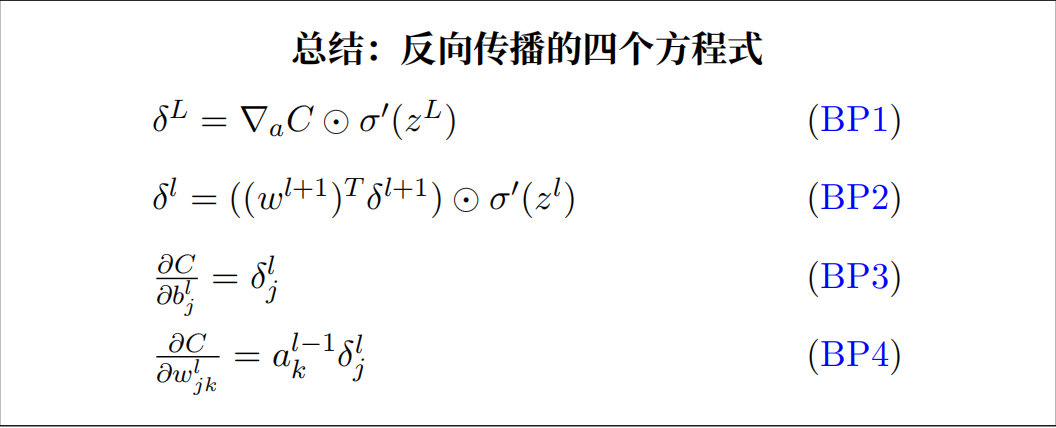 总结：反向传播的四个方程式
$\delta^L = \nabla_a C \odot \sigma'(z^L)$ (BP1)
$\delta^l = ((w^{l+1})^T \delta^{l+1}) \odot \sigma'(z^l)$ (BP2)
$\frac{\partial C}{\partial b^l_j} = \delta^l_j$ (BP3)
$\frac{\partial C}{\partial w^l_{jk}} = a^{l-1}_k \delta^l_j$ (BP4)